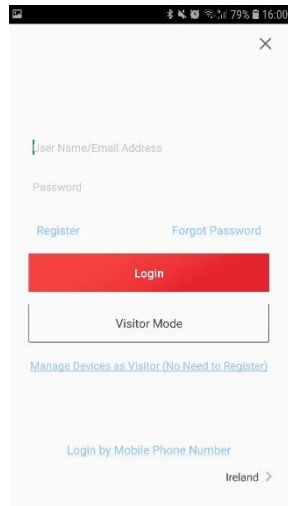 79% 16:00
User Name/Email Address
Password
Register Forgot Password
Login
Visitor Mode
Manage Devices as Visitor (No Need to Register)
Login by Mobile Phone Number
Ireland